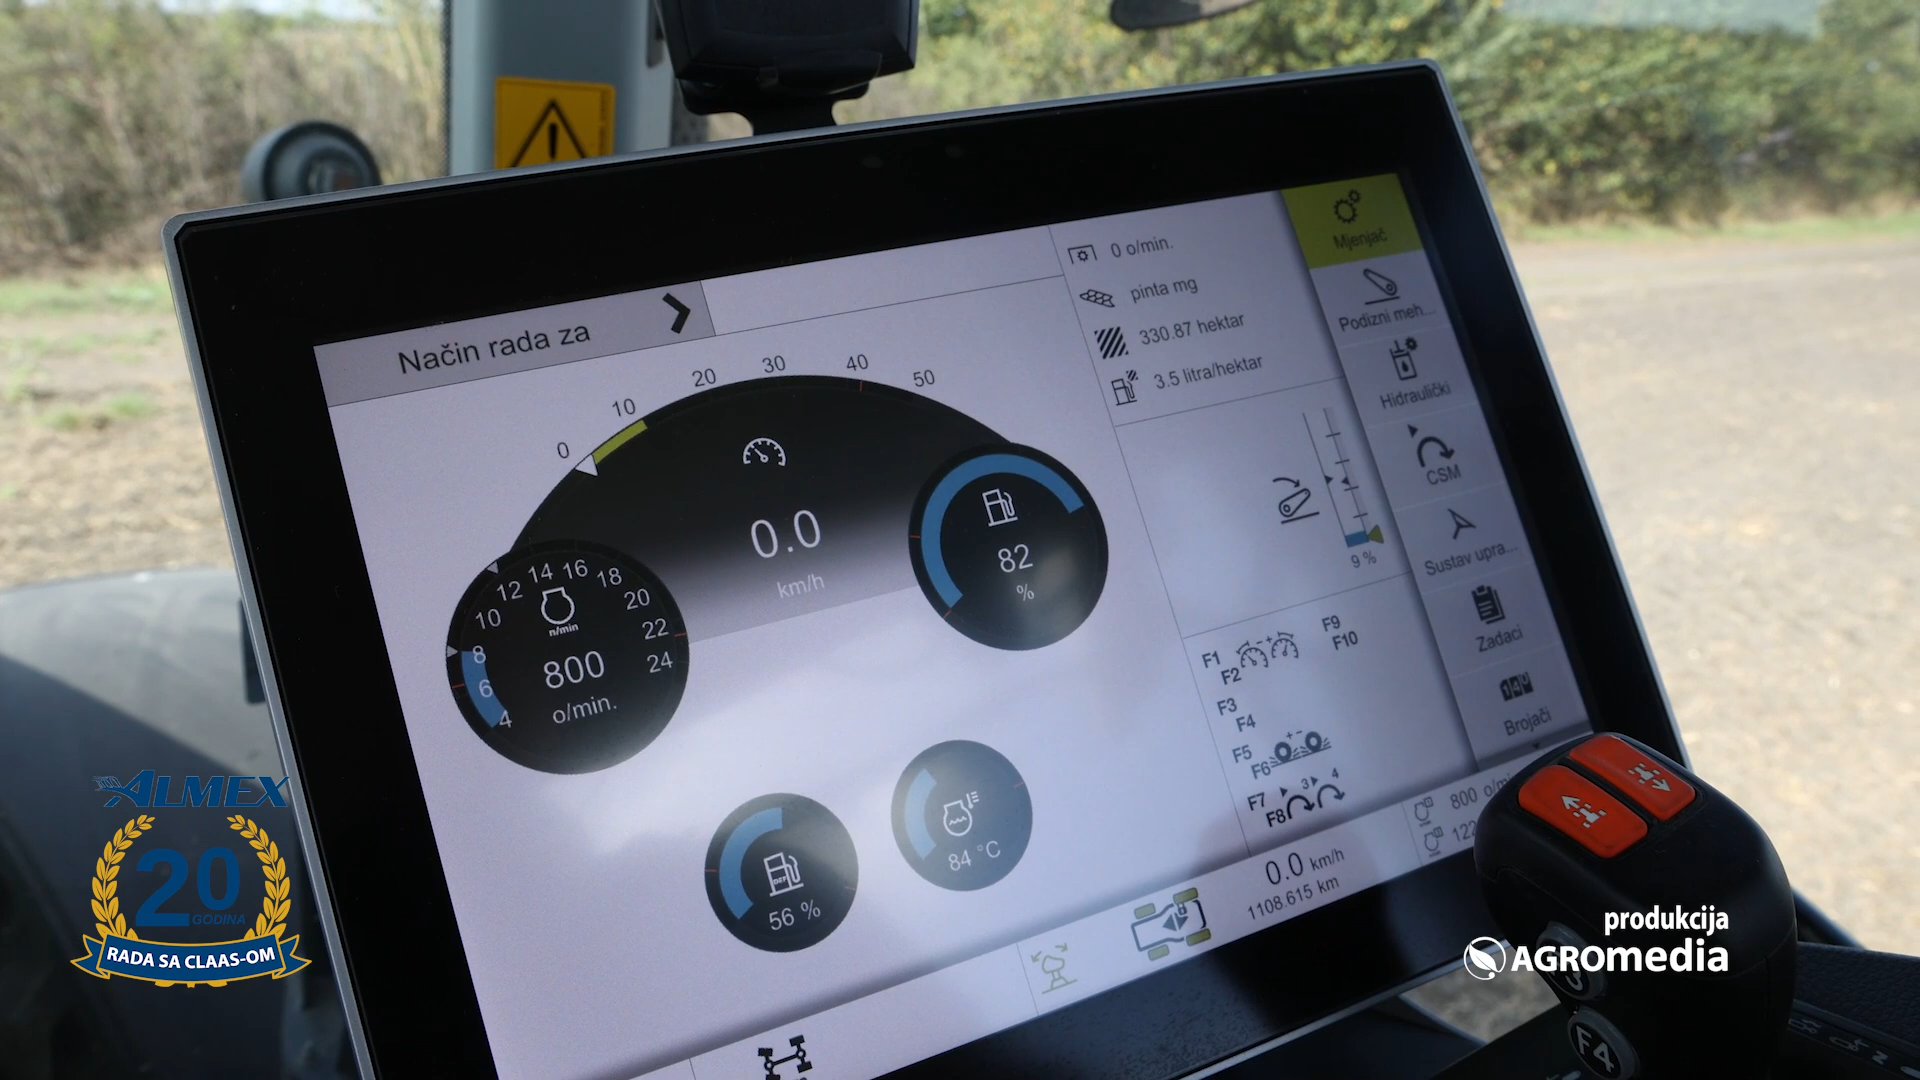 Način rada za
0 10 20 30 40 50
0.0
km/h
82
%
4 6 8 10 12 14 16 18 20 22 24
n/min
800
o/min.
56 %
84 °C
0 o/min.
pinta mg
330.87 hektar
3.5 litra/hektar
9 %
F1
F2
F3
F4
F5
F6
F7
F8
3 4
F9
F10
Mjenjač
Podizni meh...
Hidraulički
CSM
Sustav upra...
Zadaci
Brojači
0.0 km/h
1108.615 km
800
F4
ALMEX
20
GODINA
RADA SA CLAAS-OM
produkcija
AGROmedia